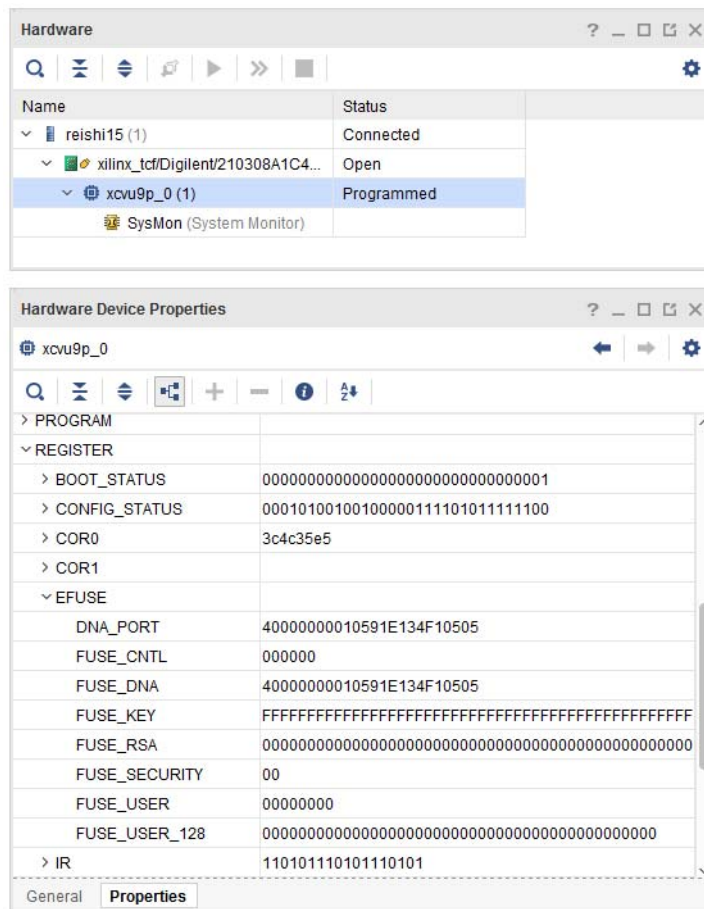 Hardware
Name Status
reishi15 (1) Connected
xilinx_tcf/Digilent/210308A1C4... Open
xcvu9p_0 (1) Programmed
SysMon (System Monitor)
Hardware Device Properties
xcvu9p_0
PROGRAM
REGISTER
BOOT_STATUS 00000000000000000000000000000001
CONFIG_STATUS 00010100100100000111101011111100
COR0 3c4c35e5
COR1
EFUSE
DNA_PORT 40000000010591E134F10505
FUSE_CNTL 000000
FUSE_DNA 40000000010591E134F10505
FUSE_KEY FFFFFFFFFFFFFFFFFFFFFFFFFFFFFFFFFFFFFFFFFFFFFFFFF
FUSE_RSA 000000000000000000000000000000000000000000000000
FUSE_SECURITY 00
FUSE_USER 00000000
FUSE_USER_128 00000000000000000000000000000000000000000000
IR 110101110101110101
General Properties